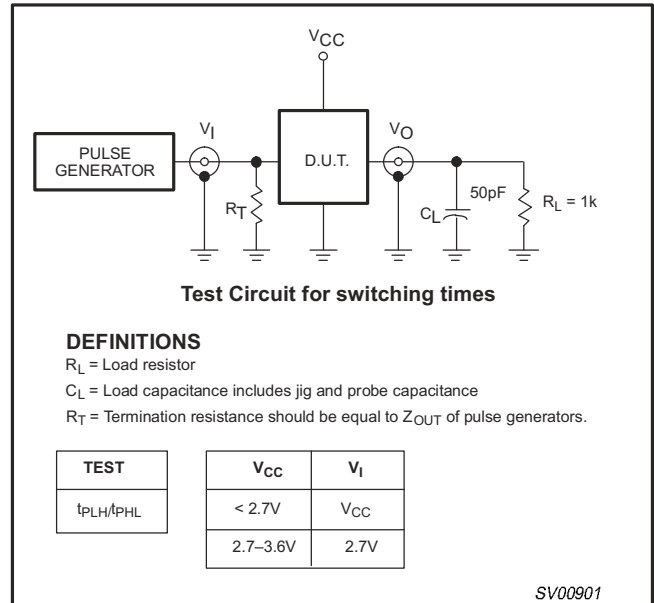 VCC
PULSE
GENERATOR
VI
D.U.T.
VO
RT
50pF
CL
RL = 1k
Test Circuit for switching times
DEFINITIONS
RL = Load resistor
CL = Load capacitance includes jig and probe capacitance
RT = Termination resistance should be equal to ZOUT of pulse generators.
TEST
tPLH/tPHL
VCC VI
< 2.7V VCC
2.7–3.6V 2.7V
SV00901